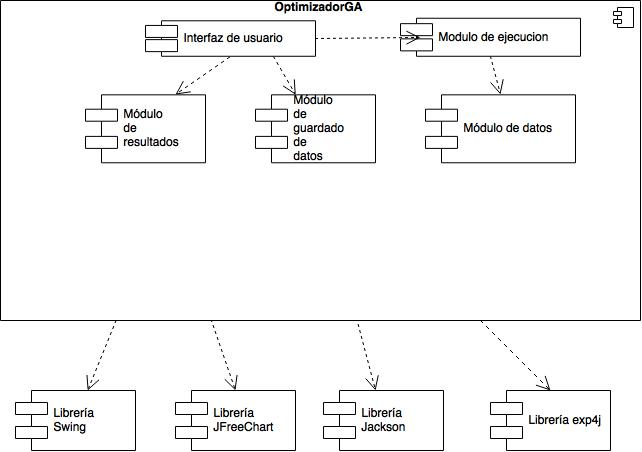 OptimizadorGA
Interfaz de usuario
Modulo de ejecucion
Módulo
de
resultados
Módulo
de
guardado
de
datos
Módulo de datos
Librería
Swing
Librería
JFreeChart
Librería
Jackson
Librería exp4j